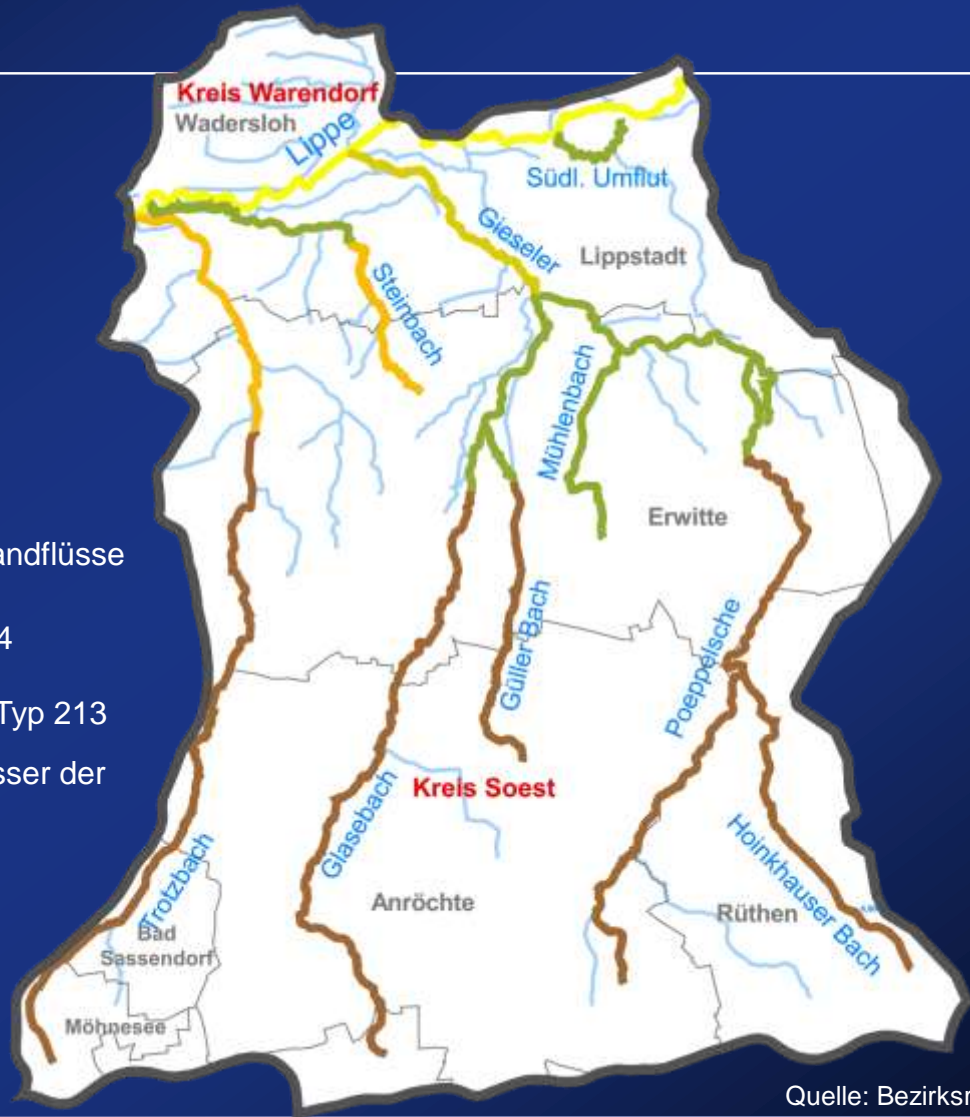 Kreis Warendorf
Wadersloh
Lippe
Südl. Umflut
Gieseler
Lippstadt
Steinbach
Mühlenbach
Erwitte
andflüsse
4
Typ 213
sser der
Güller Bach
Poeppelsche
Kreis Soest
Glasebach
Hoinkhauser Bach
Trotzbach
Anröchte
Rüthen
Bad
Sassendorf
Möhnesee
Quelle: Bezirksr